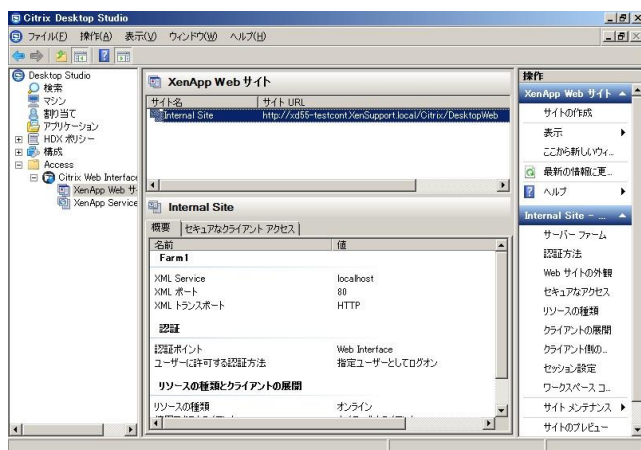 Citrix Desktop Studio
ファイル(F) 操作(A) 表示(V) ウィンドウ(W) ヘルプ(H)
Desktop Studio
検索
マシン
割り当て
アプリケーション
HDX ポリシー
構成
Access
Citrix Web Interface
XenApp Web サ
XenApp Service
XenApp Web サイト
サイト名 サイト URL
Internal Site http://xd55-testcont.XenSupport.local/Citrix/DesktopWeb
Internal Site
概要 セキュアなクライアント アクセス
名前 値
Farm1
XML Service localhost
XML ポート 80
XML トランスポート HTTP
認証
認証ポイント Web Interface
ユーザーに許可する認証方法 指定ユーザーとしてログオン
リソースの種類とクライアントの展開
リソースの種類 オンライン
操作
XenApp Web サイト
サイトの作成
表示
ここから新しいウィ...
最新の情報に更...
ヘルプ
Internal Site - ...
サーバー ファーム
認証方法
Web サイトの外観
セキュアなアクセス
リソースの種類
クライアントの展開
クライアント側の...
セッション設定
ワークスペース コ...
サイト メンテナンス
サイトのプレビュー